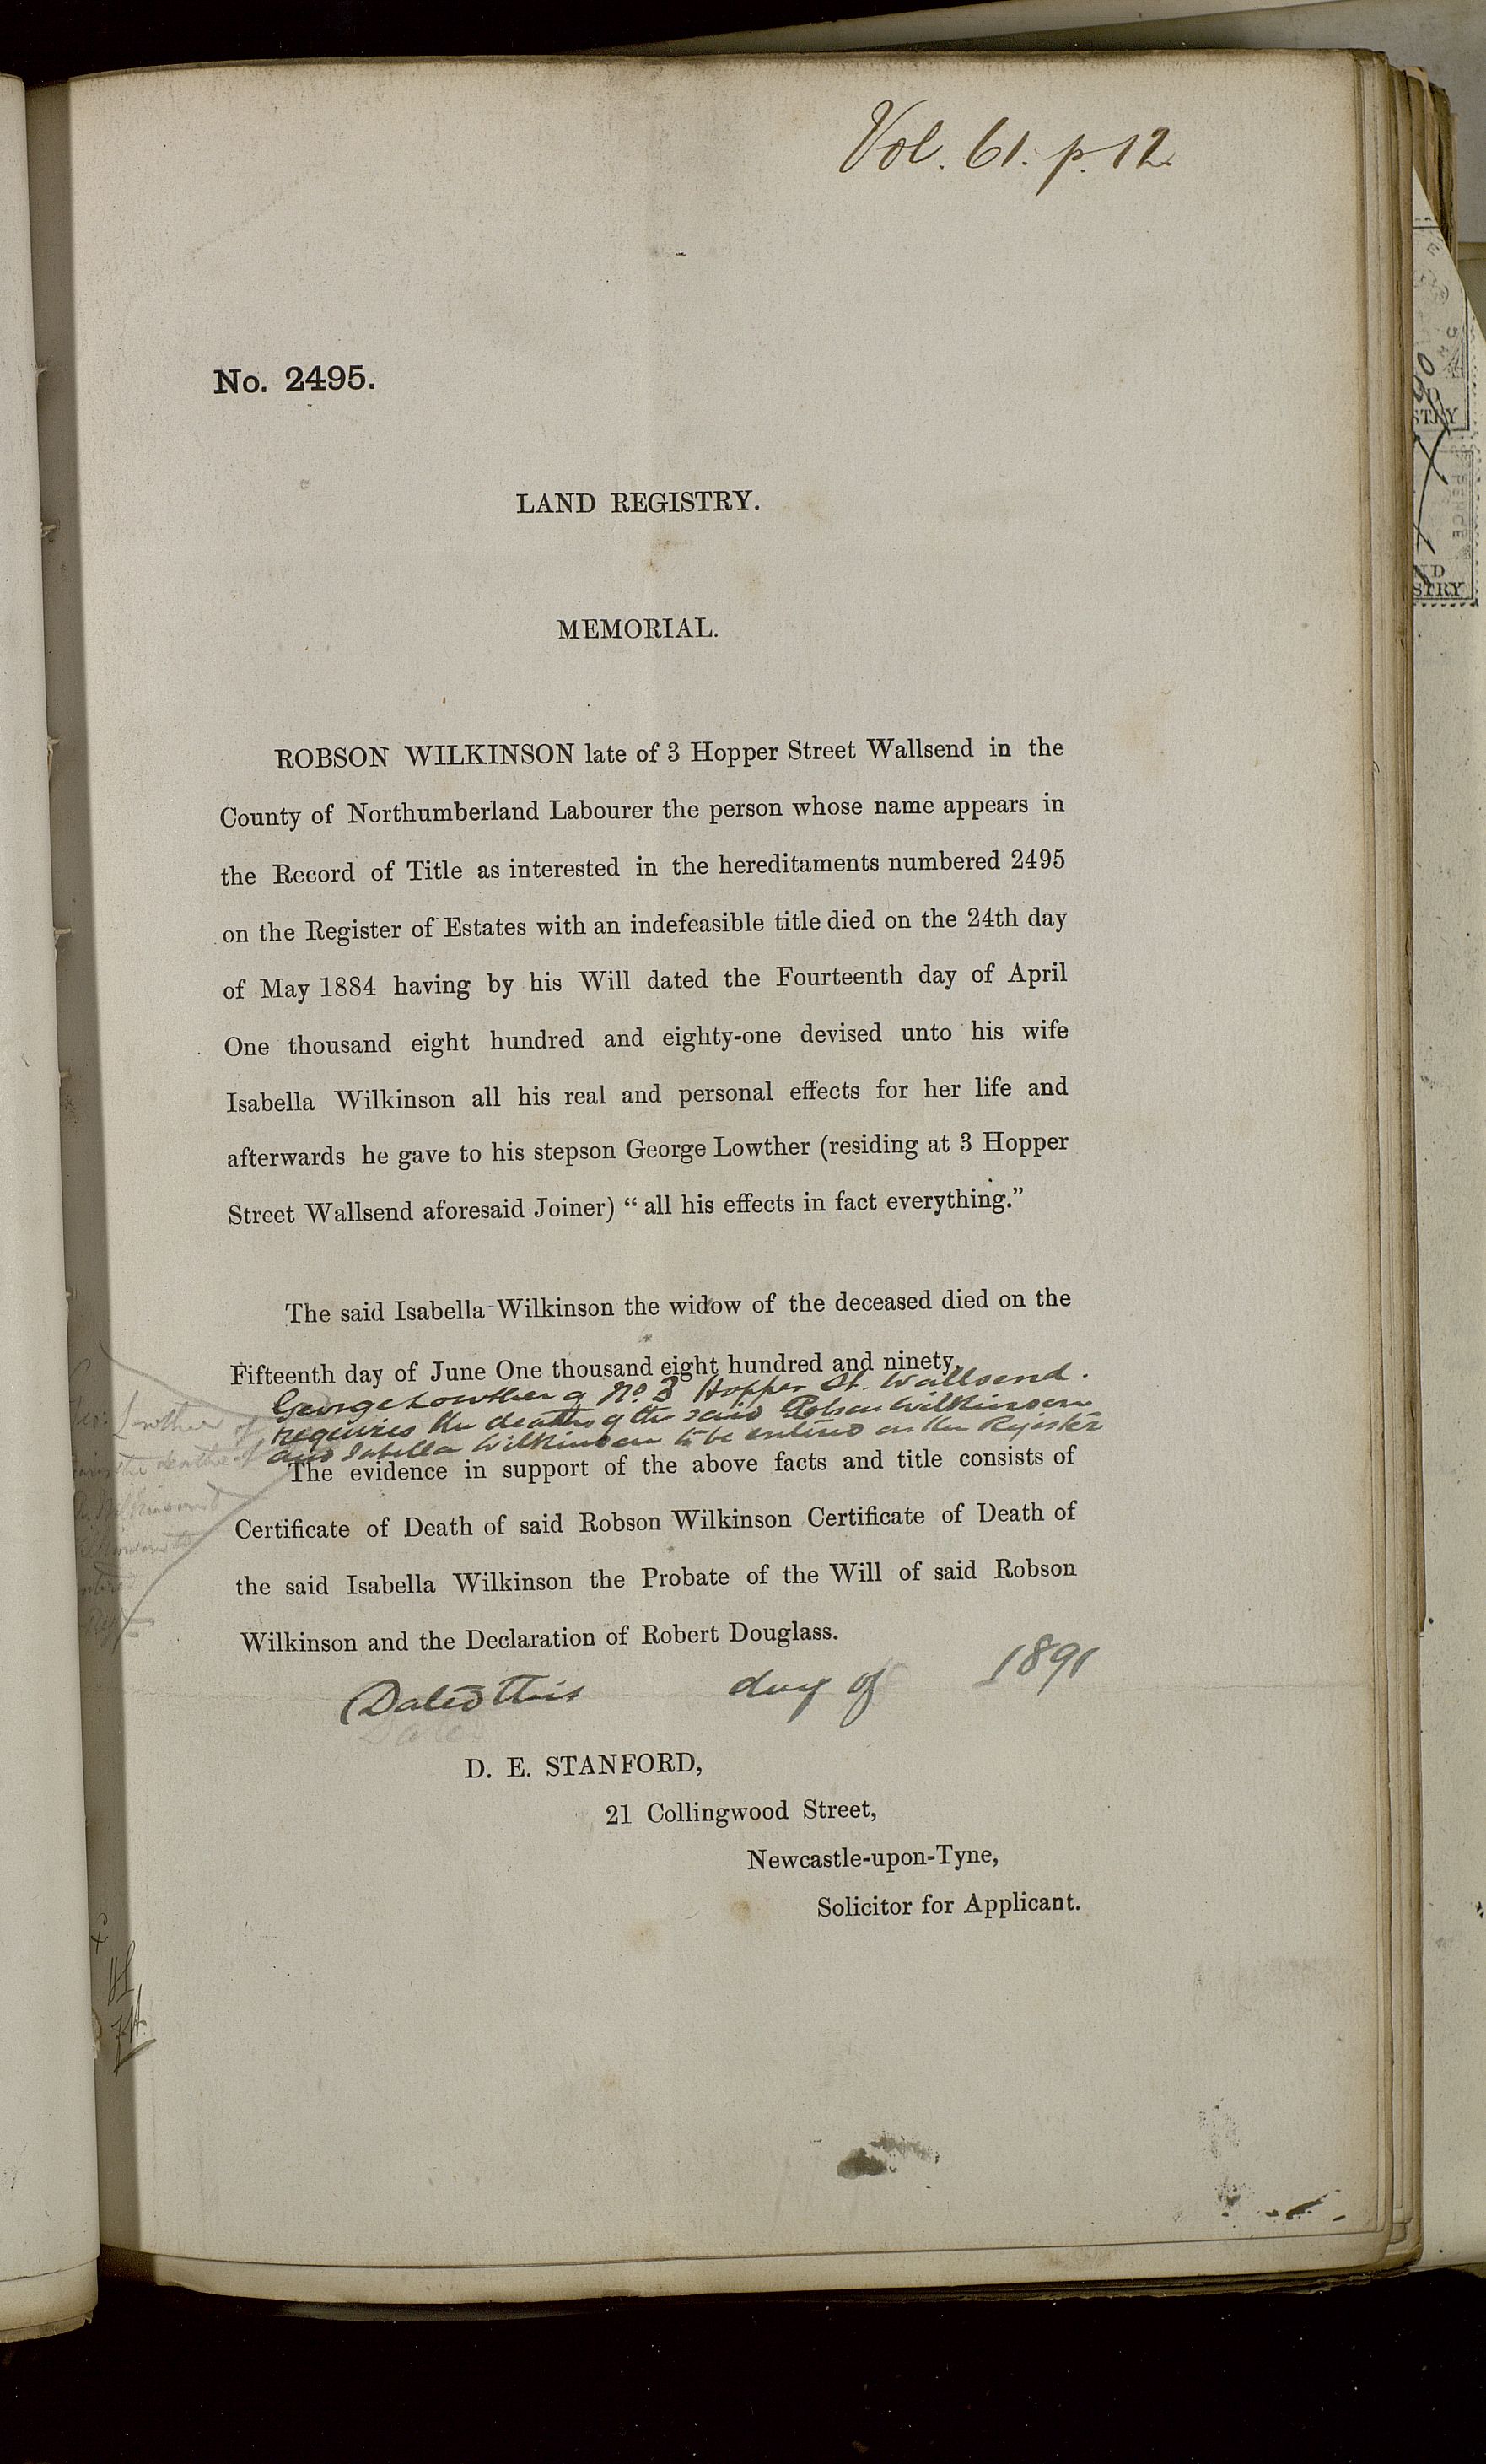 Vol. 61. p. 12
No. 2495.
LAND REGISTRY.
MEMORIAL.
ROBSON WILKINSON late of 3 Hopper Street Wallsend in the
County of Northumberland Labourer the person whose name appears in
the Record of Title as interested in the hereditaments numbered 2495
on the Register of Estates with an indefeasible title died on the 24th day
of May 1884 having by his Will dated the Fourteenth day of April
One thousand eight hundred and eighty-one devised unto his wife
Isabella Wilkinson all his real and personal effects for her life and
afterwards he gave to his stepson George Lowther (residing at 3 Hopper
Street Wallsend aforesaid Joiner) “all his effects in fact everything.”
The said Isabella Wilkinson the widow of the deceased died on the
Fifteenth day of June One thousand eight hundred and ninety.
George Lowther of No. 3 Hopper St. Wallsend.
requires the deaths of the said Robson Wilkinson
and Isabella Wilkinson to be entered on the Register
The evidence in support of the above facts and title consists of
Certificate of Death of said Robson Wilkinson Certificate of Death of
the said Isabella Wilkinson the Probate of the Will of said Robson
Wilkinson and the Declaration of Robert Douglass.
Dated this day of 1891
D. E. STANFORD,
21 Collingwood Street,
Newcastle-upon-Tyne,
Solicitor for Applicant.
Lowther of
the deaths of
Wilkinson